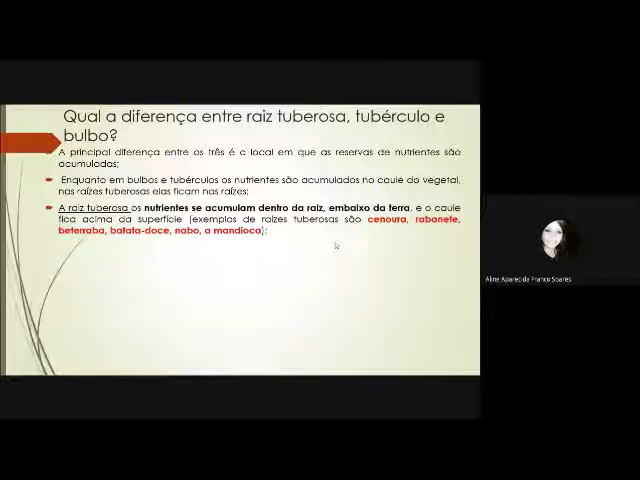 Qual a diferença entre raiz tuberosa, tubérculo e
bulbo?
A principal diferença entre os três é o local em que as reservas de nutrientes são
acumuladas;
Enquanto em bulbos e tubérculos os nutrientes são acumulados no caule do vegetal,
nas raízes tuberosas elas ficam nas raízes;
A raiz tuberosa os nutrientes se acumulam dentro da raiz, embaixo da terra, e o caule
fica acima da superfície (exemplos de raízes tuberosas são cenoura, rabanete,
beterraba, batata-doce, nabo, a mandioca);
Aline Aparecida Franco Soares